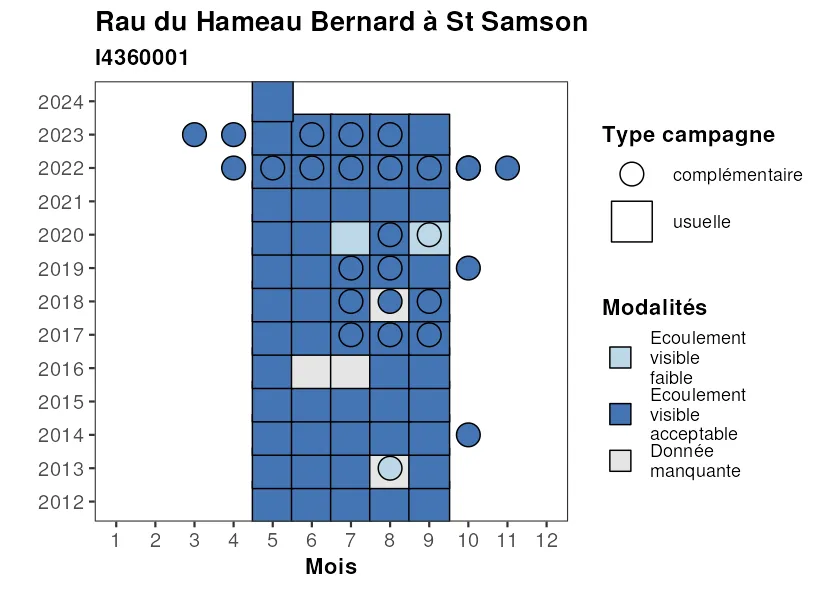 Rau du Hameau Bernard à St Samson
I4360001
2024
2023
2022
2021
2020
2019
2018
2017
2016
2015
2014
2013
2012
1 2 3 4 5 6 7 8 9 10 11 12
Mois
Type campagne
complémentaire
usuelle
Modalités
Ecoulement
visible
faible
Ecoulement
visible
acceptable
Donnée
manquante